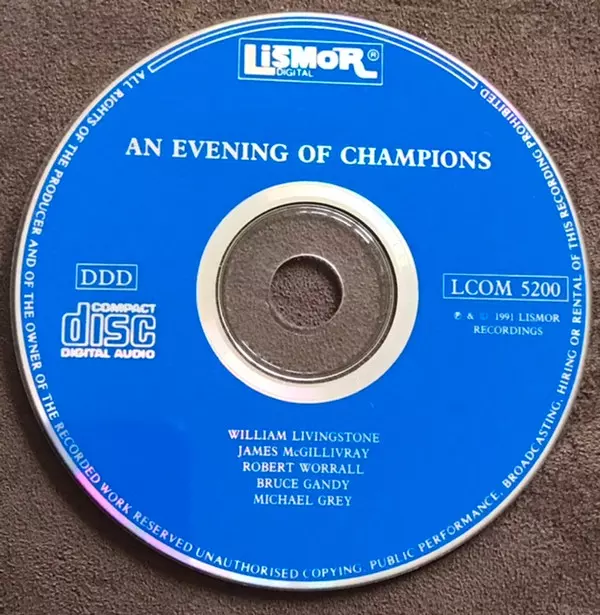 LiSMOR®
DIGITAL
AN EVENING OF CHAMPIONS
DDD
COMPACT
disc
DIGITAL AUDIO
LCOM 5200
℗ & © 1991 LISMOR
RECORDINGS
WILLIAM LIVINGSTONE
JAMES McGILLIVRAY
ROBERT WORRALL
BRUCE GANDY
MICHAEL GREY
ALL RIGHTS OF THE PRODUCER AND OF THE OWNER OF THE RECORDED WORK RESERVED UNAUTHORISED COPYING, PUBLIC PERFORMANCE, BROADCASTING, HIRING OR RENTAL OF THIS RECORDING PROHIBITED